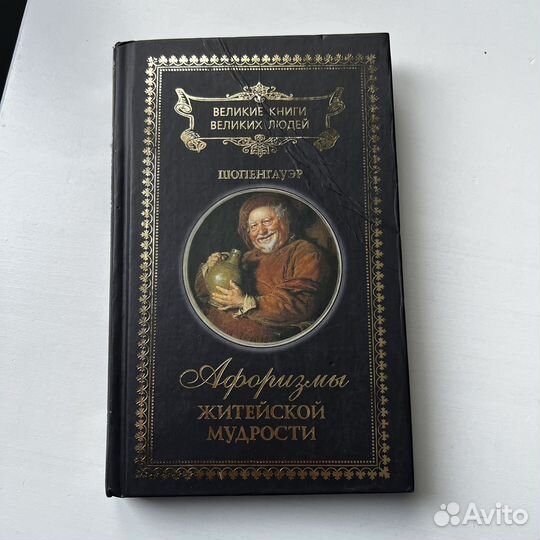 ВЕЛИКИЕ КНИГИ
ВЕЛИКИХ ЛЮДЕЙ
ШОПЕНГАУЭР
Афоризмы
ЖИТЕЙСКОЙ
МУДРОСТИ
Avito